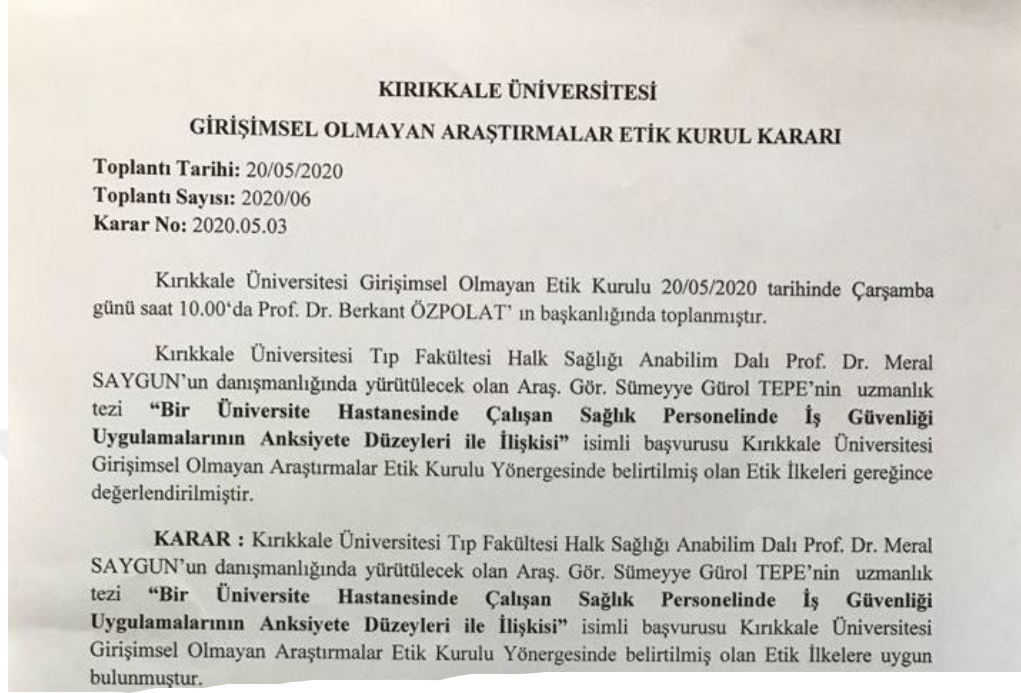 KIRIKKALE ÜNİVERSİTESİ
GİRİŞİMSEL OLMAYAN ARAŞTIRMALAR ETİK KURUL KARARI
Toplantı Tarihi: 20/05/2020
Toplantı Sayısı: 2020/06
Karar No: 2020.05.03
Kırıkkale Üniversitesi Girişimsel Olmayan Etik Kurulu 20/05/2020 tarihinde Çarşamba
günü saat 10.00‘da Prof. Dr. Berkant ÖZPOLAT’ ın başkanlığında toplanmıştır.
Kırıkkale Üniversitesi Tıp Fakültesi Halk Sağlığı Anabilim Dalı Prof. Dr. Meral
SAYGUN’un danışmanlığında yürütülecek olan Araş. Gör. Sümeyye Gürol TEPE’nin uzmanlık
tezi “Bir Üniversite Hastanesinde Çalışan Sağlık Personelinde İş Güvenliği
Uygulamalarının Anksiyete Düzeyleri ile İlişkisi” isimli başvurusu Kırıkkale Üniversitesi
Girişimsel Olmayan Araştırmalar Etik Kurulu Yönergesinde belirtilmiş olan Etik İlkeleri gereğince
değerlendirilmiştir.
KARAR : Kırıkkale Üniversitesi Tıp Fakültesi Halk Sağlığı Anabilim Dalı Prof. Dr. Meral
SAYGUN’un danışmanlığında yürütülecek olan Araş. Gör. Sümeyye Gürol TEPE’nin uzmanlık
tezi “Bir Üniversite Hastanesinde Çalışan Sağlık Personelinde İş Güvenliği
Uygulamalarının Anksiyete Düzeyleri ile İlişkisi” isimli başvurusu Kırıkkale Üniversitesi
Girişimsel Olmayan Araştırmalar Etik Kurulu Yönergesinde belirtilmiş olan Etik İlkelere uygun
bulunmuştur.